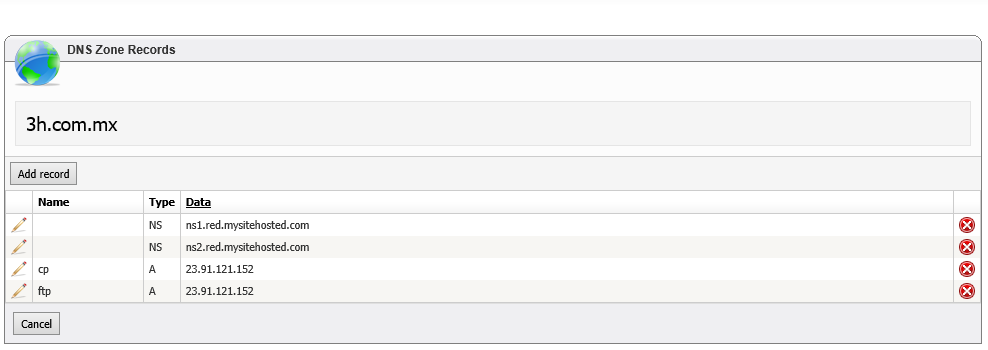 DNS Zone Records
3h.com.mx
Add record
Name Type Data
NS ns1.red.mysitehosted.com
NS ns2.red.mysitehosted.com
cp A 23.91.121.152
ftp A 23.91.121.152
Cancel